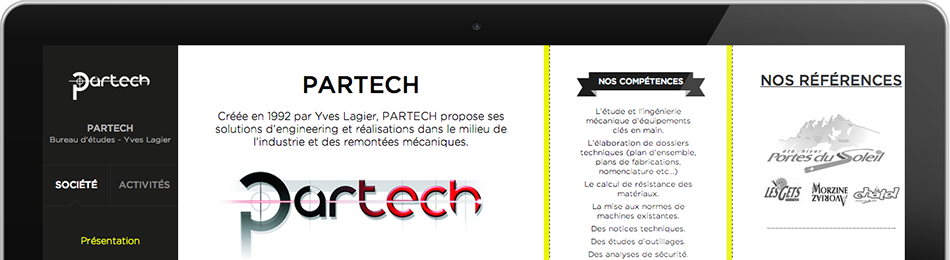 Partech
PARTECH
Bureau d'études - Yves Lagier
SOCIÉTÉ ACTIVITÉS
Présentation
PARTECH
Créée en 1992 par Yves Lagier, PARTECH propose ses
solutions d'engineering et réalisations dans le milieu de
l'industrie et des remontées mécaniques.
Partech
NOS COMPÉTENCES
L'étude et l'ingénierie
mécanique d'équipements
clés en main.
L'élaboration de dossiers
techniques (plan d'ensemble,
plans de fabrications,
nomenclature etc...)
Le calcul de résistance des
matériaux.
La mise aux normes de
machines existantes.
Des notices techniques.
Des études d'outillages.
Des analyses de sécurité.
NOS RÉFÉRENCES
été-hiver
Portes du Soleil
LES GETS
MORZINE
AVORIAZ
châtel